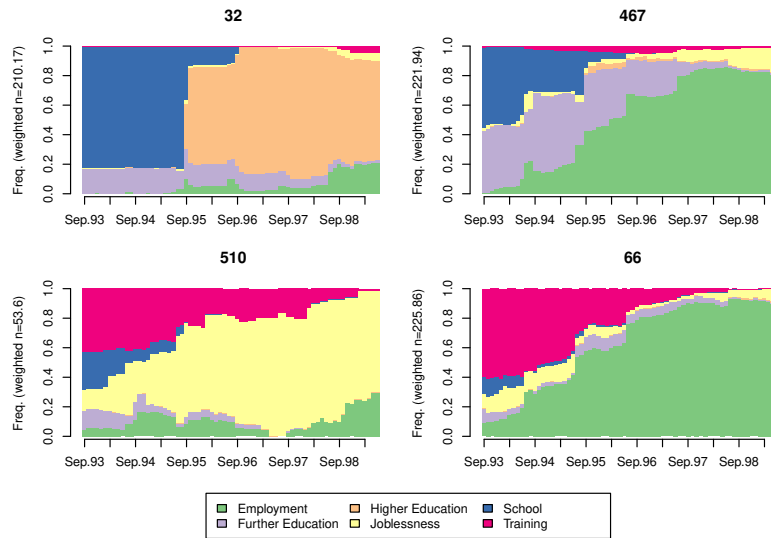 32
467
Freq. (weighted n=210.17)
0.0 0.2 0.4 0.6 0.8 1.0
Sep.93 Sep.94 Sep.95 Sep.96 Sep.97 Sep.98
Freq. (weighted n=221.94)
0.0 0.2 0.4 0.6 0.8 1.0
Sep.93 Sep.94 Sep.95 Sep.96 Sep.97 Sep.98
510
66
Freq. (weighted n=53.6)
0.0 0.2 0.4 0.6 0.8 1.0
Sep.93 Sep.94 Sep.95 Sep.96 Sep.97 Sep.98
Freq. (weighted n=225.86)
0.0 0.2 0.4 0.6 0.8 1.0
Sep.93 Sep.94 Sep.95 Sep.96 Sep.97 Sep.98
Employment Higher Education School
Further Education Joblessness Training